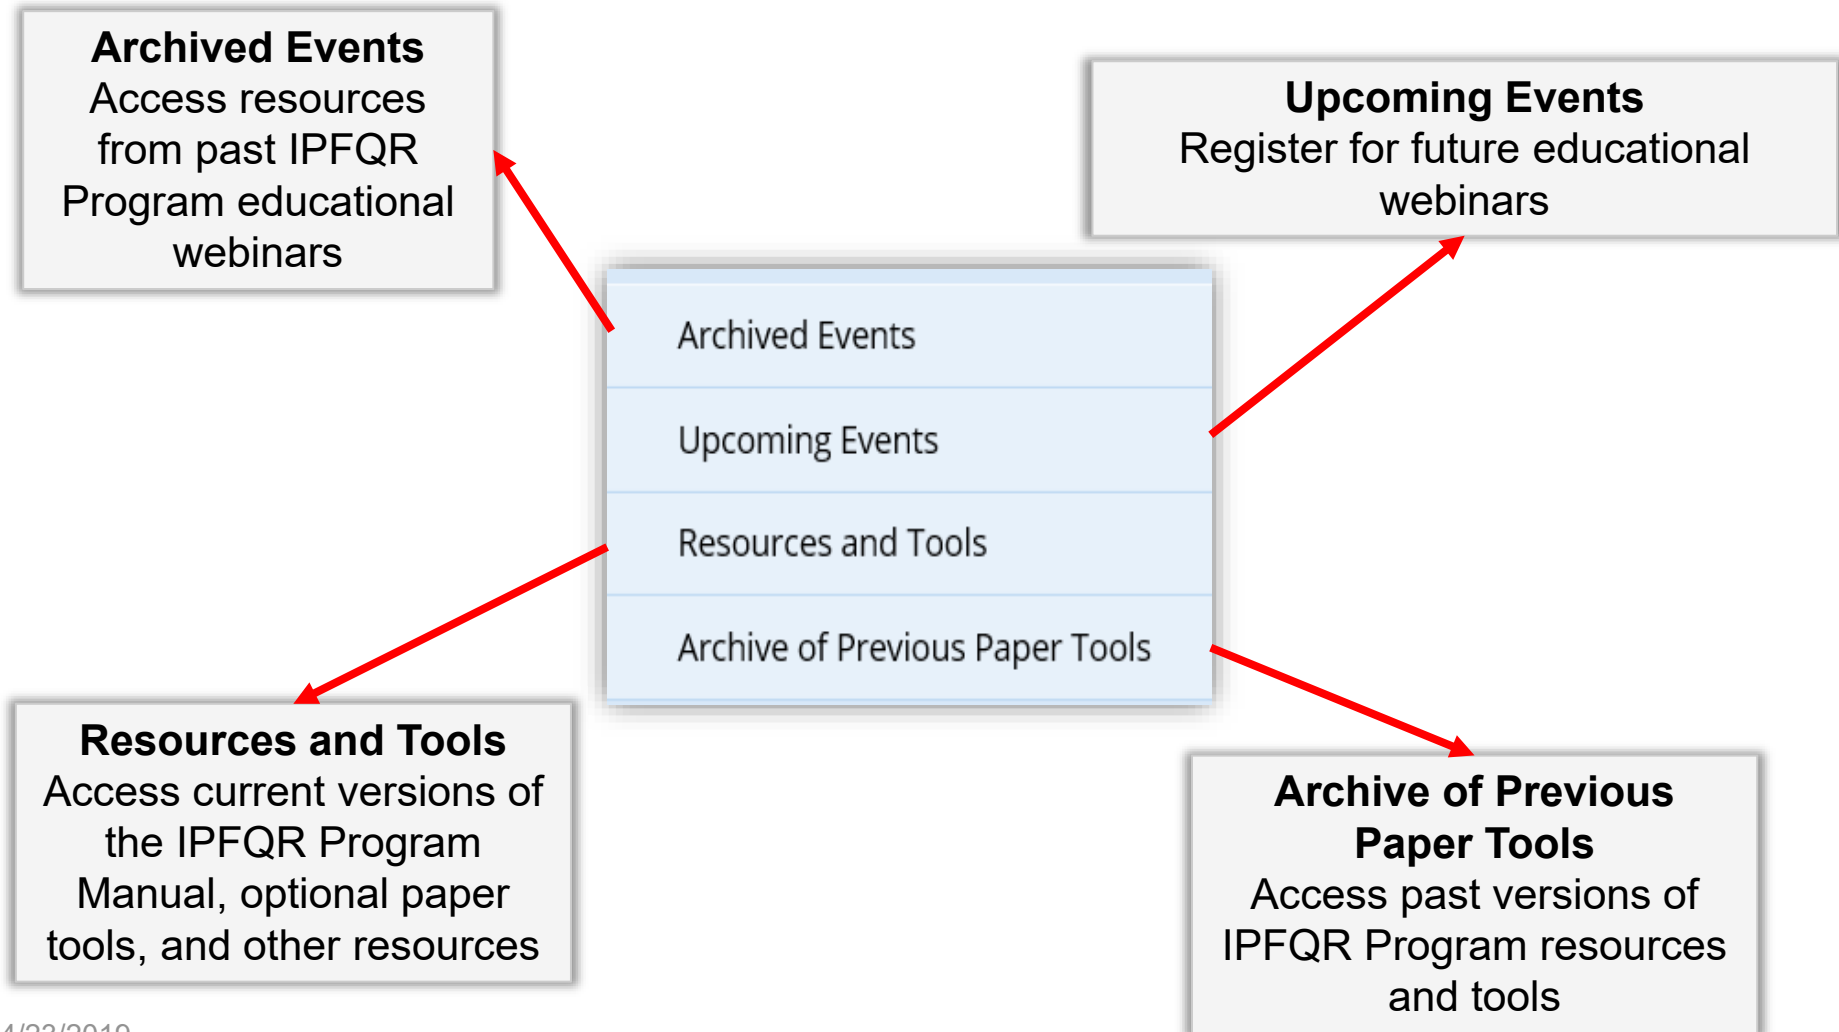 Archived Events
Access resources
from past IPFQR
Program educational
webinars
Upcoming Events
Register for future educational
webinars
Archived Events
Upcoming Events
Resources and Tools
Archive of Previous Paper Tools
Resources and Tools
Access current versions of
the IPFQR Program
Manual, optional paper
tools, and other resources
Archive of Previous
Paper Tools
Access past versions of
IPFQR Program resources
and tools
4/23/2019